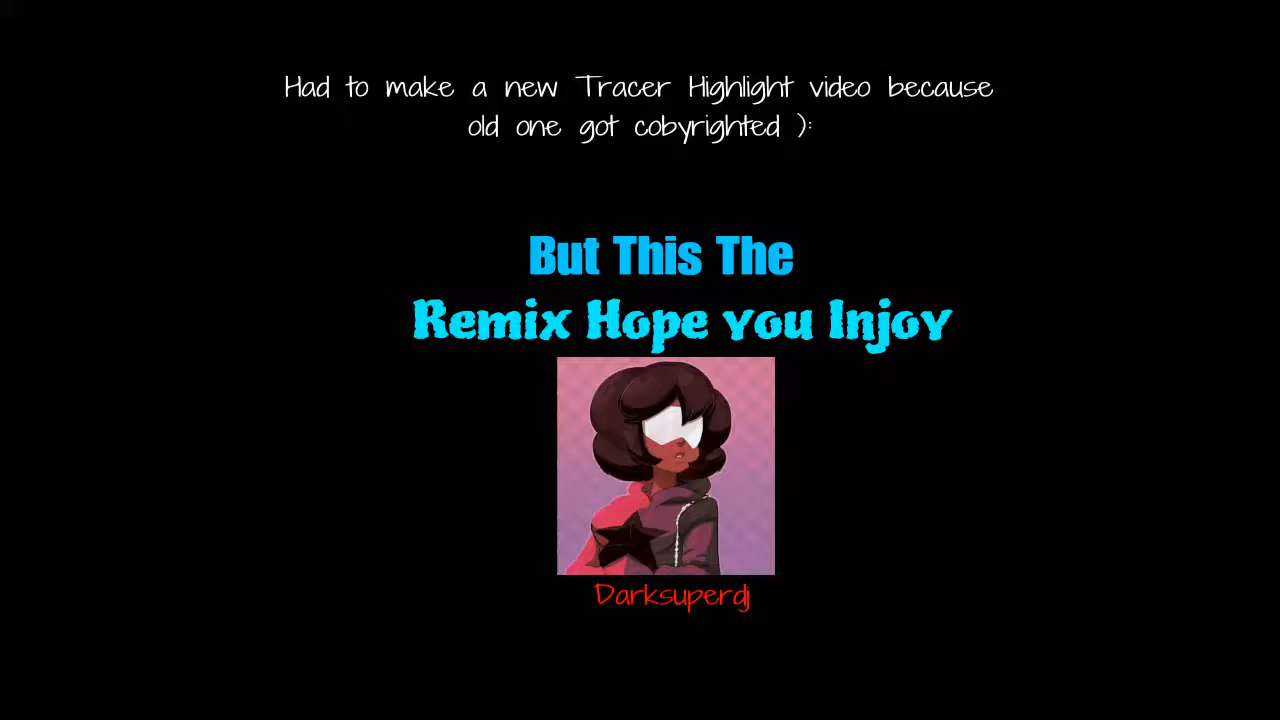 Had to make a new Tracer Highlight video because
old one got cobyrighted ):
But This The
Remix Hope you Injoy
Darksuperdj